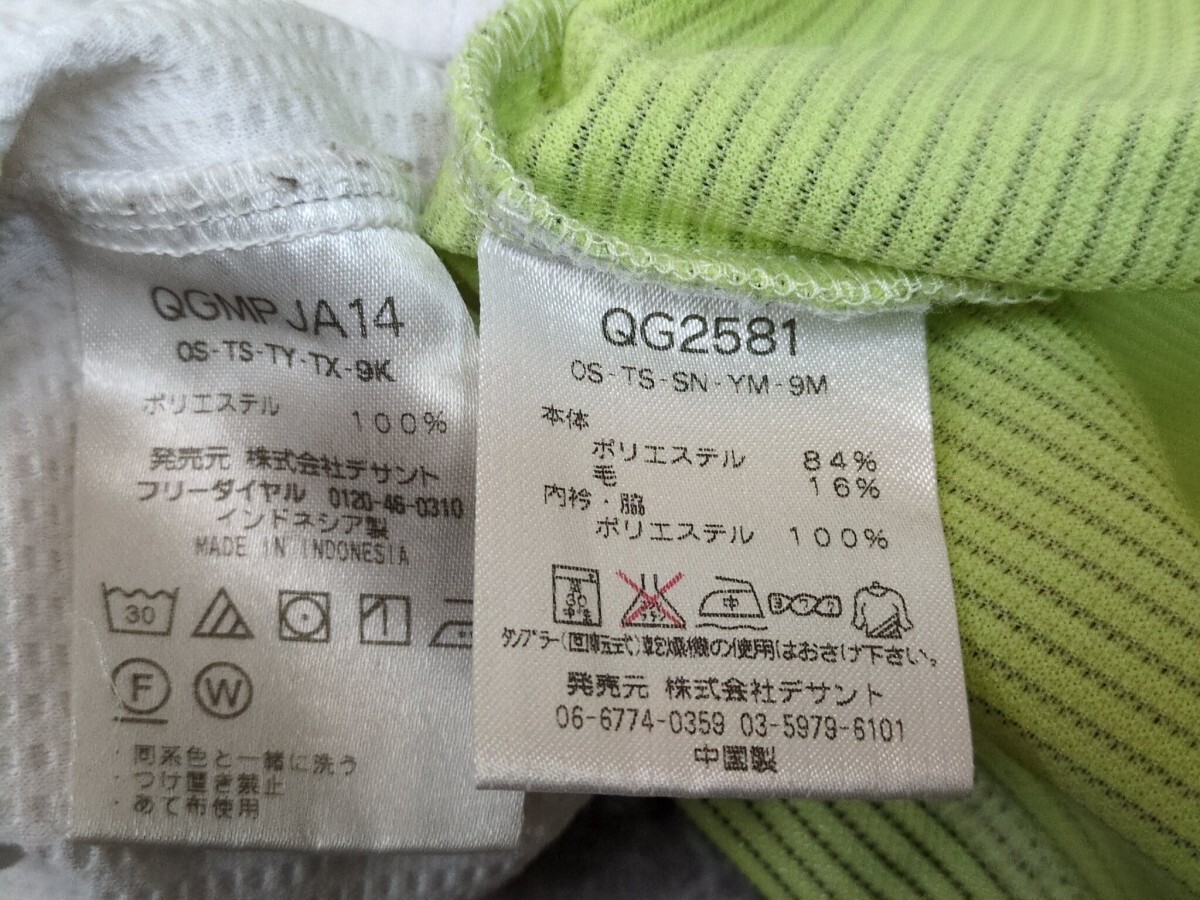 QGMPJA14
OS-TS-TY-TX-9K
ポリエステル 100%
発売元 株式会社デサント
フリーダイヤル 0120-46-0310
インドネシア製
MADE IN INDONESIA
30
F W
・同系色と一緒に洗う
・つけ置き禁止
・あて布使用
QG2581
OS-TS-SN-YM-9M
本体
ポリエステル 84%
毛 16%
内衿・脇
ポリエステル 100%
30 中 ヨワク
タンブラー(回転式)乾燥機の使用はおさけ下さい。
発売元 株式会社デサント
06-6774-0359 03-5979-6101
中国製